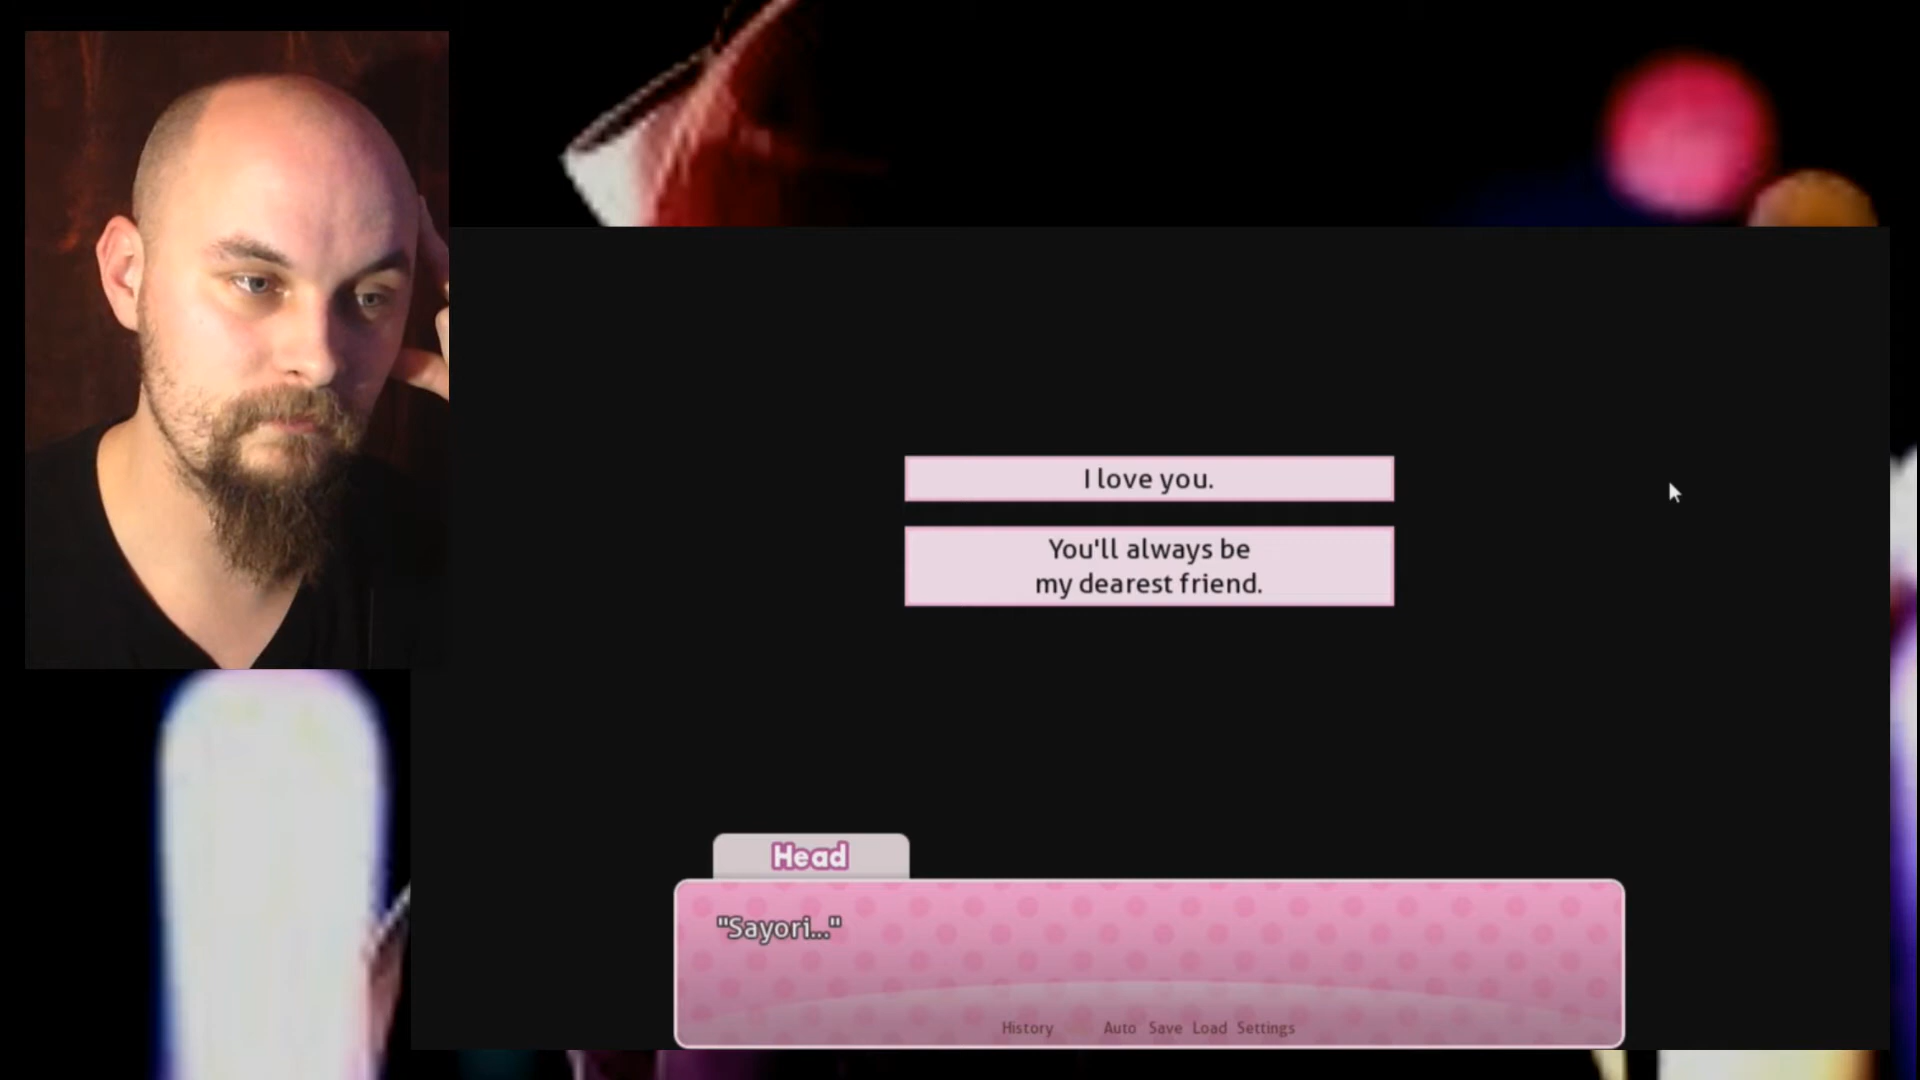 I love you.
You'll always be
my dearest friend.
Head
"Sayori..."
History Auto Save Load Settings